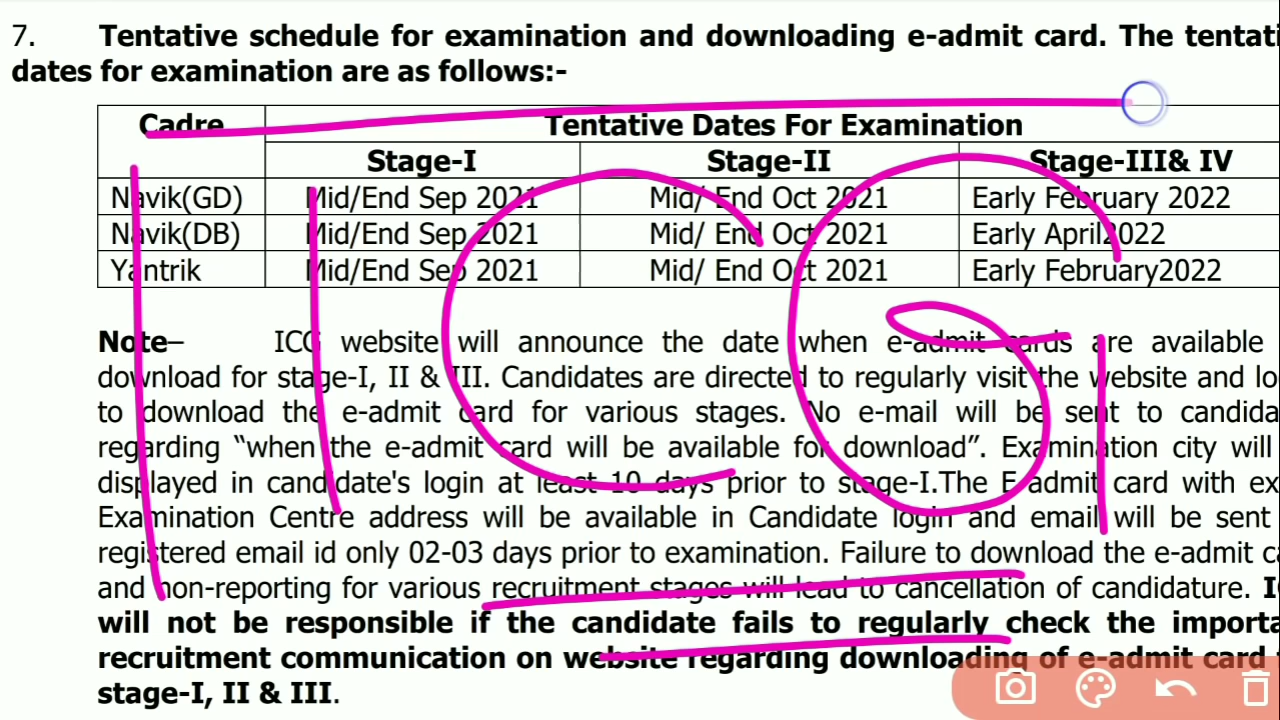 7. Tentative schedule for examination and downloading e-admit card. The tentati
dates for examination are as follows:-
Cadre Tentative Dates For Examination
Stage-I Stage-II Stage-III& IV
Navik(GD) Mid/End Sep 2021 Mid/ End Oct 2021 Early February 2022
Navik(DB) Mid/End Sep 2021 Mid/ End Oct 2021 Early April2022
Yantrik Mid/End Sep 2021 Mid/ End Oct 2021 Early February2022
Note– ICG website will announce the date when e-admit cards are available
download for stage-I, II & III. Candidates are directed to regularly visit the website and lo
to download the e-admit card for various stages. No e-mail will be sent to candida
regarding “when the e-admit card will be available for download”. Examination city will
displayed in candidate's login at least 10 days prior to stage-I.The E-admit card with ex
Examination Centre address will be available in Candidate login and email will be sent
registered email id only 02-03 days prior to examination. Failure to download the e-admit ca
and non-reporting for various recruitment stages will lead to cancellation of candidature. I
will not be responsible if the candidate fails to regularly check the importa
recruitment communication on website regarding downloading of e-admit card
stage-I, II & III.